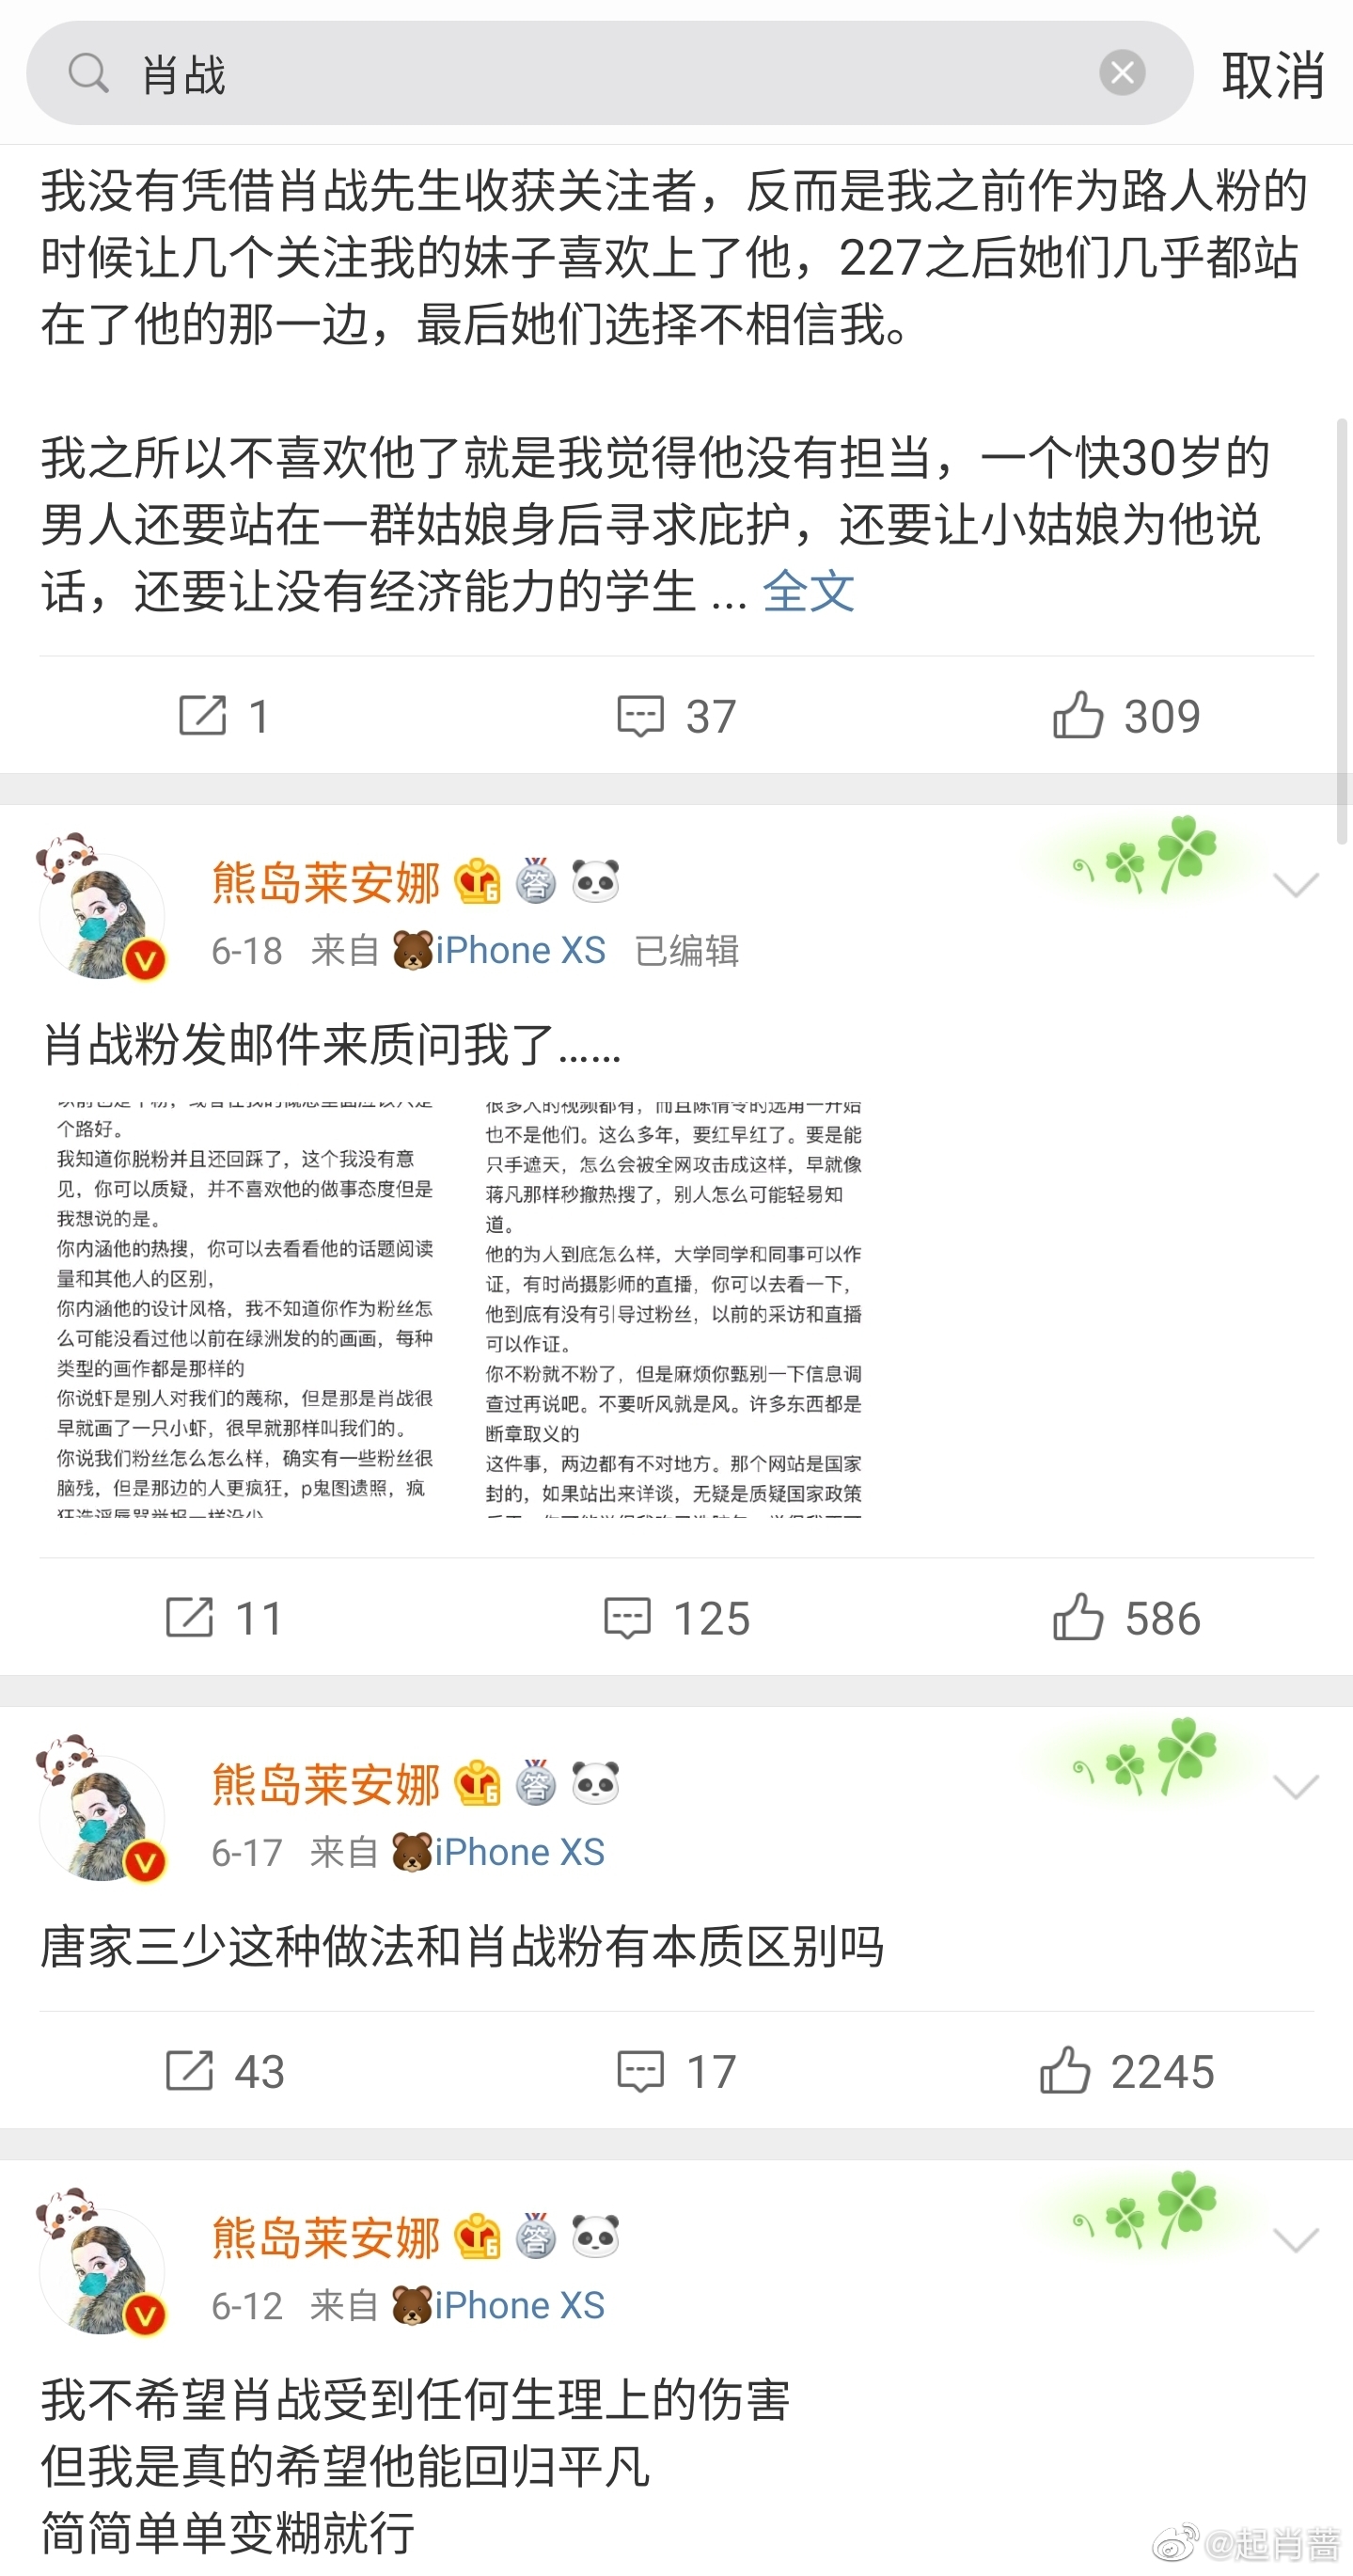 肖战
取消
我没有凭借肖战先生收获关注者，反而是我之前作为路人粉的
时候让几个关注我的妹子喜欢上了他，227之后她们几乎都站
在了他的那一边，最后她们选择不相信我。
我之所以不喜欢他了就是我觉得他没有担当，一个快30岁的
男人还要站在一群姑娘身后寻求庇护，还要让小姑娘为他说
话，还要让没有经济能力的学生 ... 全文
1 37 309
熊岛莱安娜
6-18 来自 iPhone XS 已编辑
肖战粉发邮件来质问我了……
个路好。
我知道你脱粉并且还回踩了，这个我没有意
见，你可以质疑，并不喜欢他的做事态度但是
我想说的是。
你内涵他的热搜，你可以去看看他的话题阅读
量和其他人的区别，
你内涵他的设计风格，我不知道你作为粉丝怎
么可能没看过他以前在绿洲发的的画画，每种
类型的画作都是那样的
你说虾是别人对我们的蔑称，但是那是肖战很
早就画了一只小虾，很早就那样叫我们的。
你说我们粉丝怎么怎么样，确实有一些粉丝很
脑残，但是那边的人更疯狂，p鬼图遗照，疯
狂造谣辱骂举报一样没少
很多人的视频都有，而且陈情令的选角一开始
也不是他们。这么多年，要红早红了。要是能
只手遮天，怎么会被全网攻击成这样，早就像
蒋凡那样秒撤热搜了，别人怎么可能轻易知
道。
他的为人到底怎么样，大学同学和同事可以作
证，有时尚摄影师的直播，你可以去看一下，
他到底有没有引导过粉丝，以前的采访和直播
可以作证。
你不粉就不粉了，但是麻烦你甄别一下信息调
查过再说吧。不要听风就是风。许多东西都是
断章取义的
这件事，两边都有不对地方。那个网站是国家
封的，如果站出来详谈，无疑是质疑国家政策
11 125 586
熊岛莱安娜
答
6-17 来自 iPhone XS
唐家三少这种做法和肖战粉有本质区别吗
43 17 2245
熊岛莱安娜
答
6-12 来自 iPhone XS
我不希望肖战受到任何生理上的伤害
但我是真的希望他能回归平凡
简简单单变糊就行
@起肖蔷